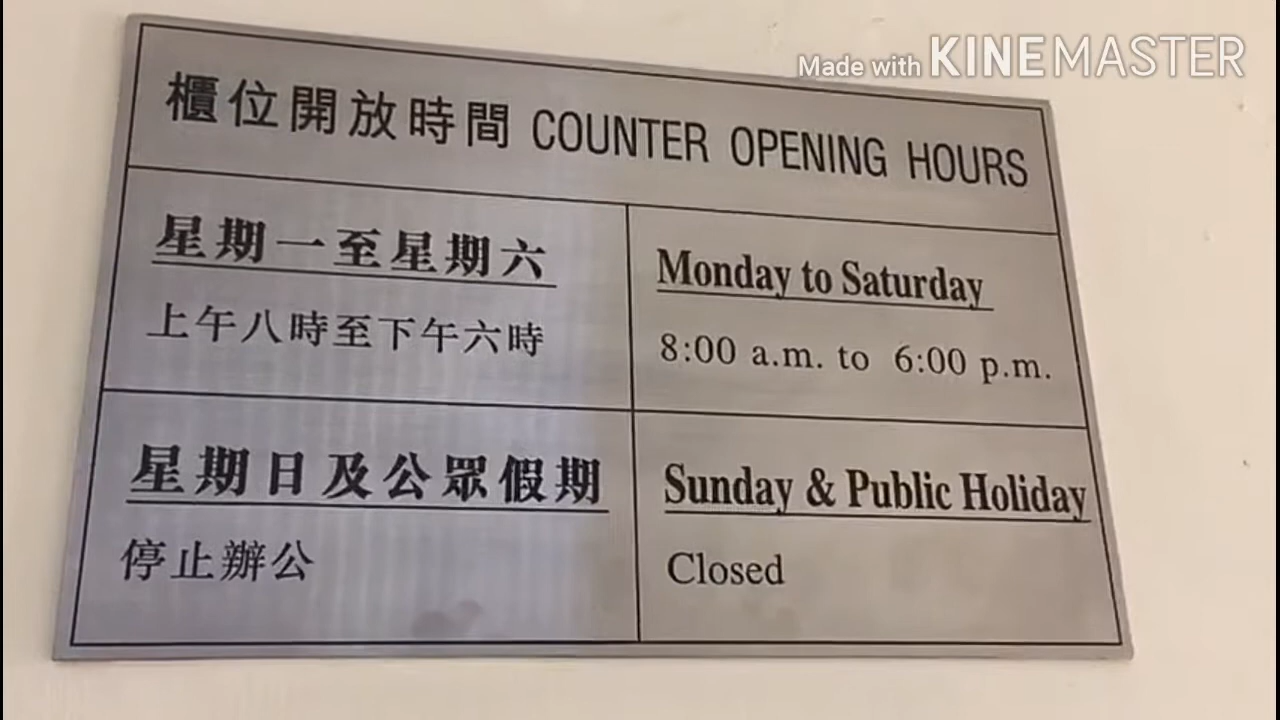 Made with KINEMASTER
櫃位開放時間 COUNTER OPENING HOURS
星期一至星期六
上午八時至下午六時
Monday to Saturday
8:00 a.m. to 6:00 p.m.
星期日及公眾假期
停止辦公
Sunday & Public Holiday
Closed